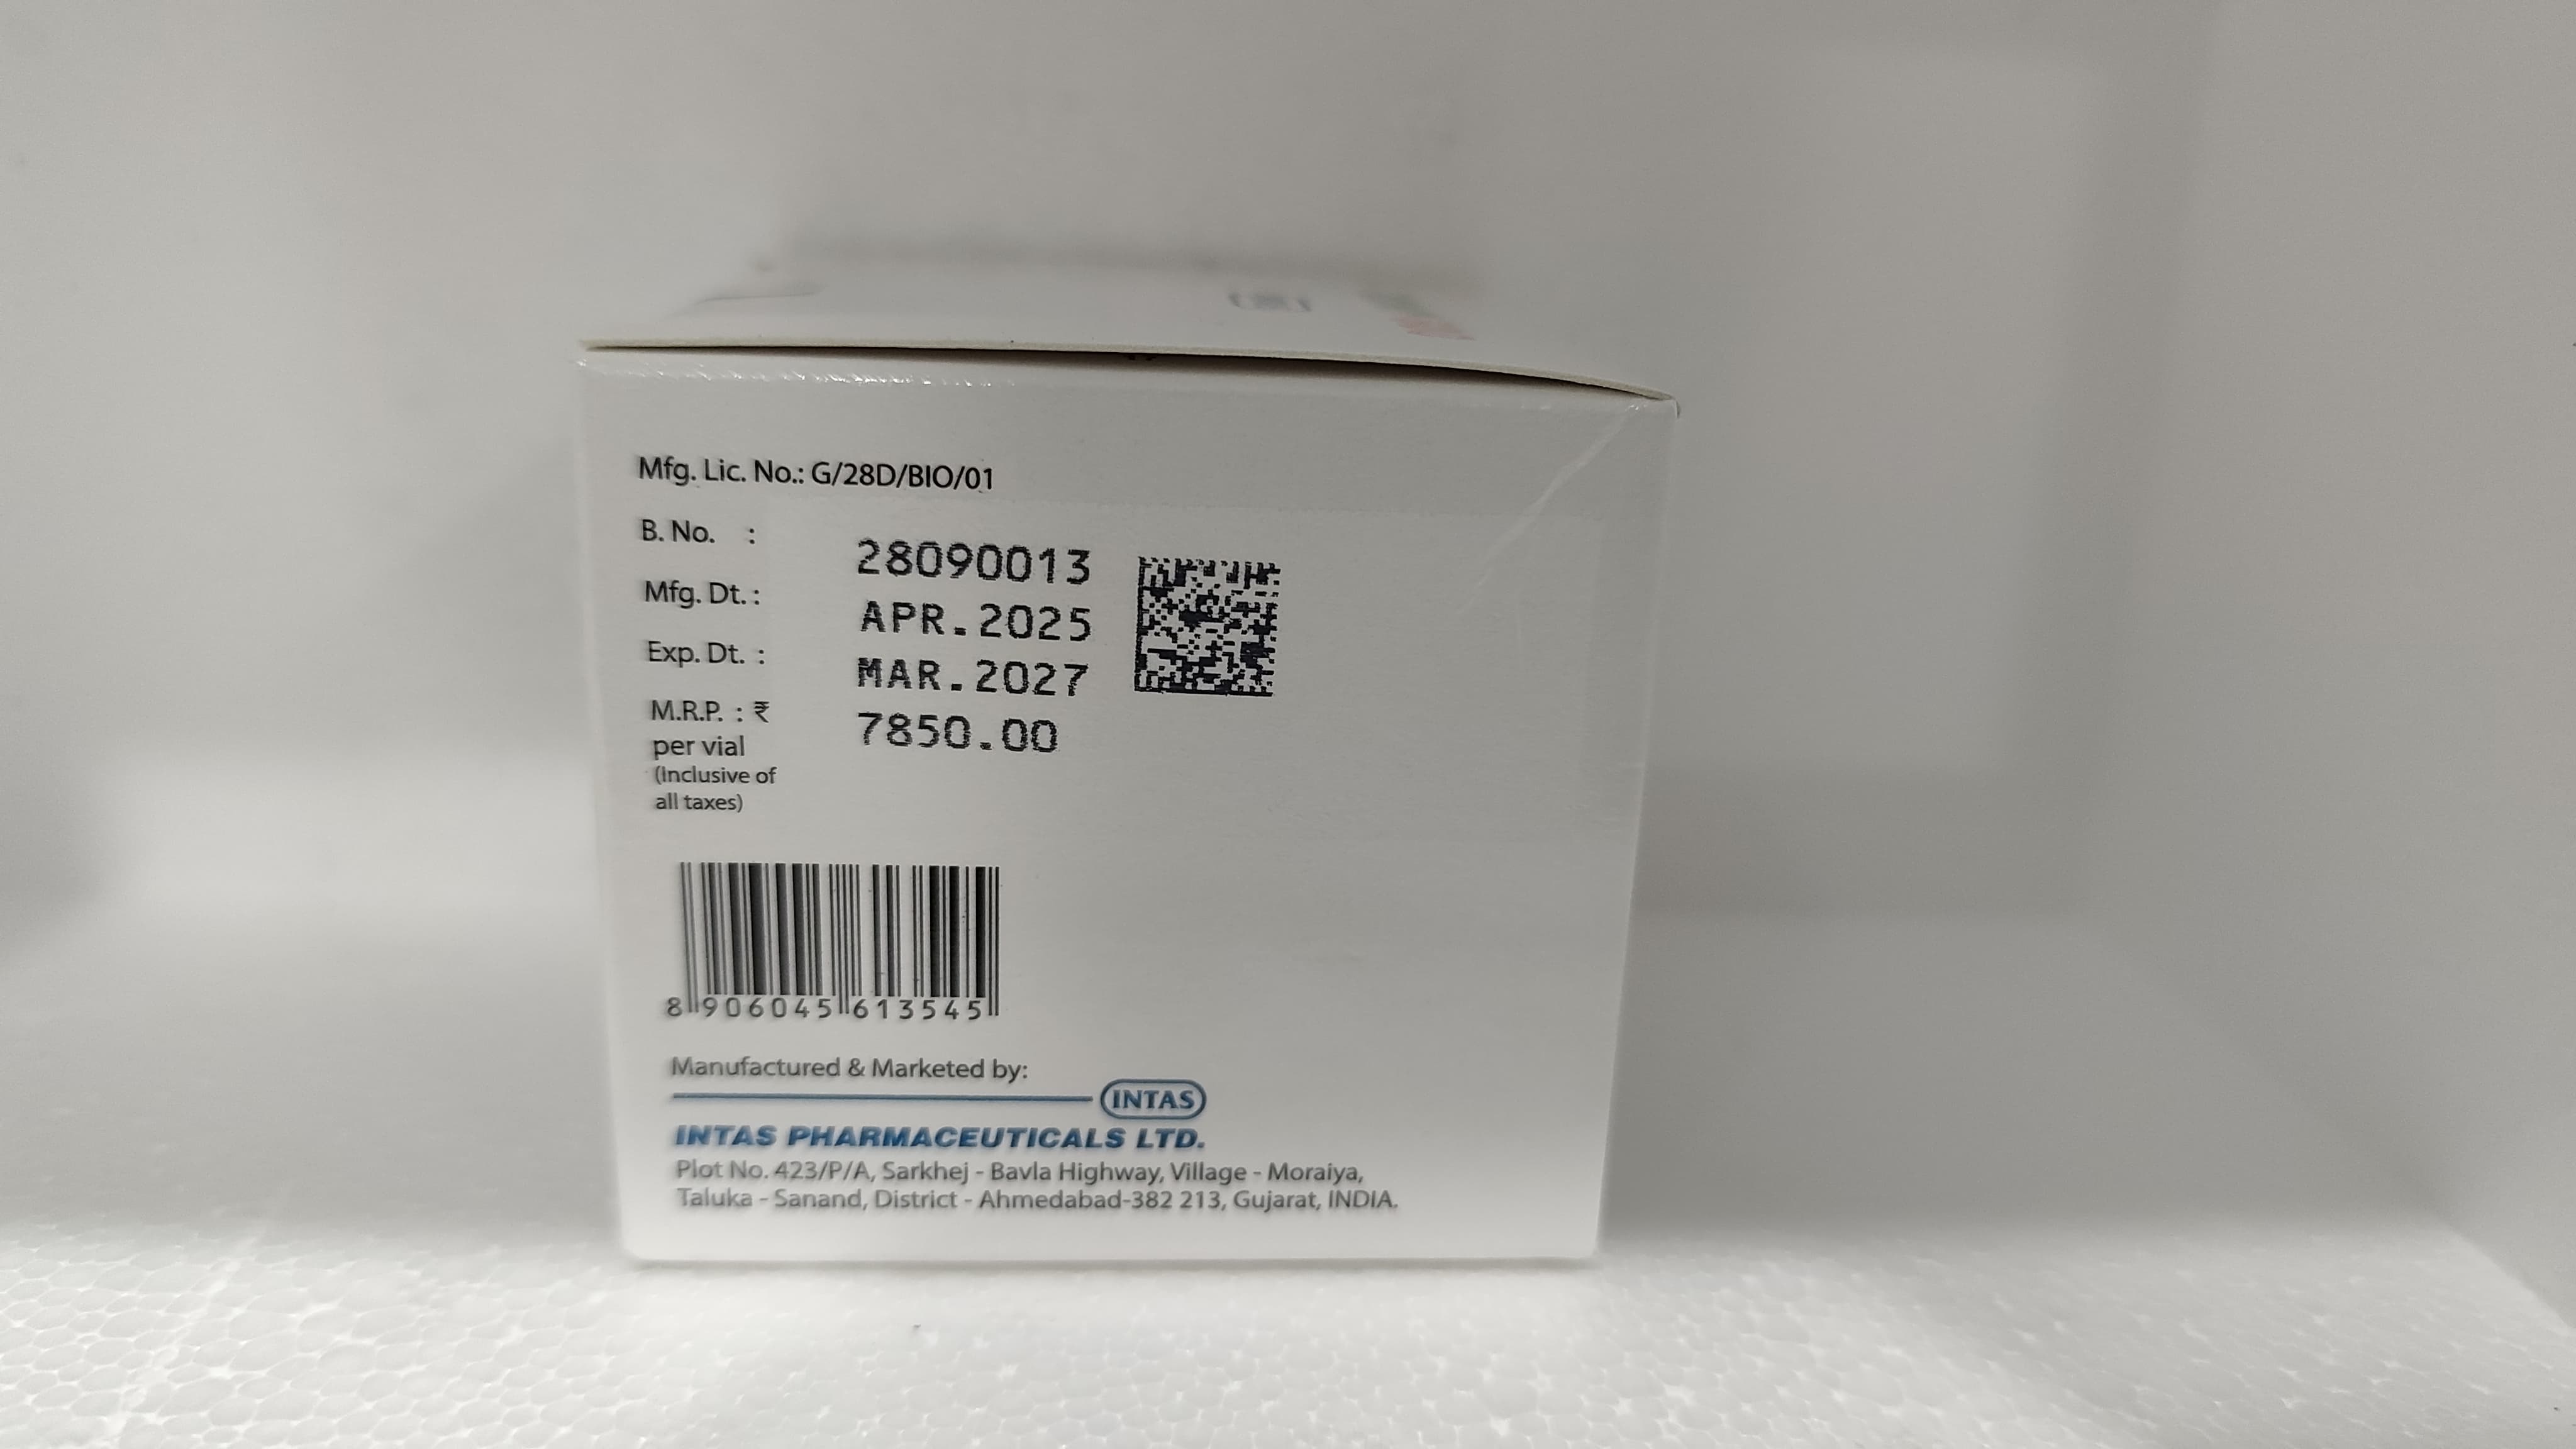 Mfg. Lic. No.: G/28D/BIO/01
B. No. : 28090013
Mfg. Dt. : APR.2025
Exp. Dt. : MAR.2027
M.R.P. : ₹ 7850.00
per vial
(Inclusive of
all taxes)
8 906045 613545
Manufactured & Marketed by:
INTAS
INTAS PHARMACEUTICALS LTD.
Plot No. 423/P/A, Sarkhej - Bavla Highway, Village - Moraiya,
Taluka - Sanand, District - Ahmedabad-382 213, Gujarat, INDIA.